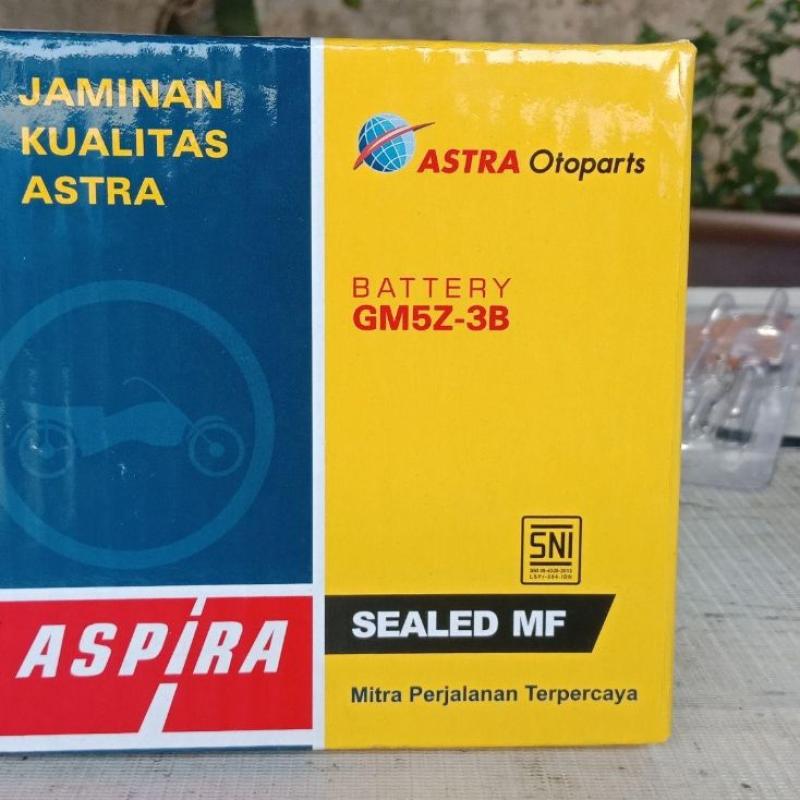 JAMINAN
KUALITAS
ASTRA
ASTRA Otoparts
BATTERY
GM5Z-3B
SNI
ASPIRA
SEALED MF
Mitra Perjalanan Terpercaya